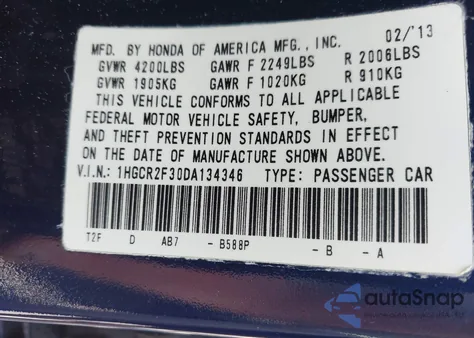 MFD. BY HONDA OF AMERICA MFG., INC. 02/'13
GVWR 4200LBS GAWR F 2249LBS R 2006LBS
GVWR 1905KG GAWR F 1020KG R 910KG
THIS VEHICLE CONFORMS TO ALL APPLICABLE
FEDERAL MOTOR VEHICLE SAFETY, BUMPER,
AND THEFT PREVENTION STANDARDS IN EFFECT
ON THE DATE OF MANUFACTURE SHOWN ABOVE.
V.I.N.: 1HGCR2F30DA134346 TYPE: PASSENGER CAR
T2F D AB7 - B588P - B - A
autoSnap